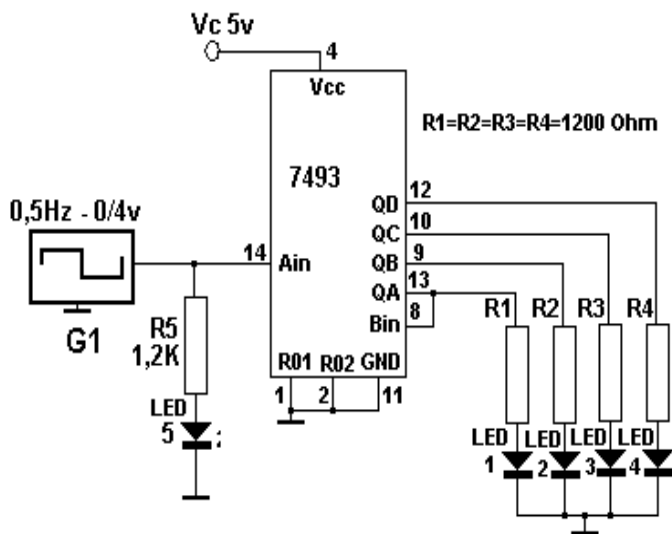 Vc 5v
4
Vcc
R1=R2=R3=R4=1200 Ohm
7493
12
QD
10
QC
0,5Hz - 0/4v
9
QB
14
Ain
13
QA
R1
R2
R3
R4
8
Bin
G1
R5
1,2K
R01
R02
GND
1
2
11
LED
5
LED
LED
LED
LED
1
2
3
4